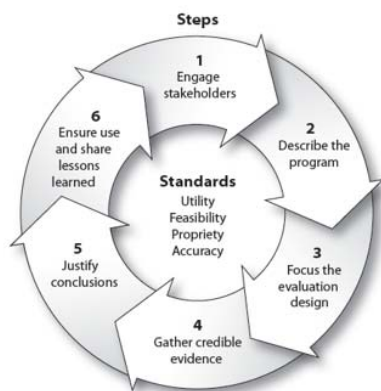 Steps
1
Engage
stakeholders
2
Describe the
program
3
Focus the
evaluation
design
4
Gather credible
evidence
5
Justify
conclusions
6
Ensure use
and share
lessons
learned
Standards
Utility
Feasibility
Propriety
Accuracy